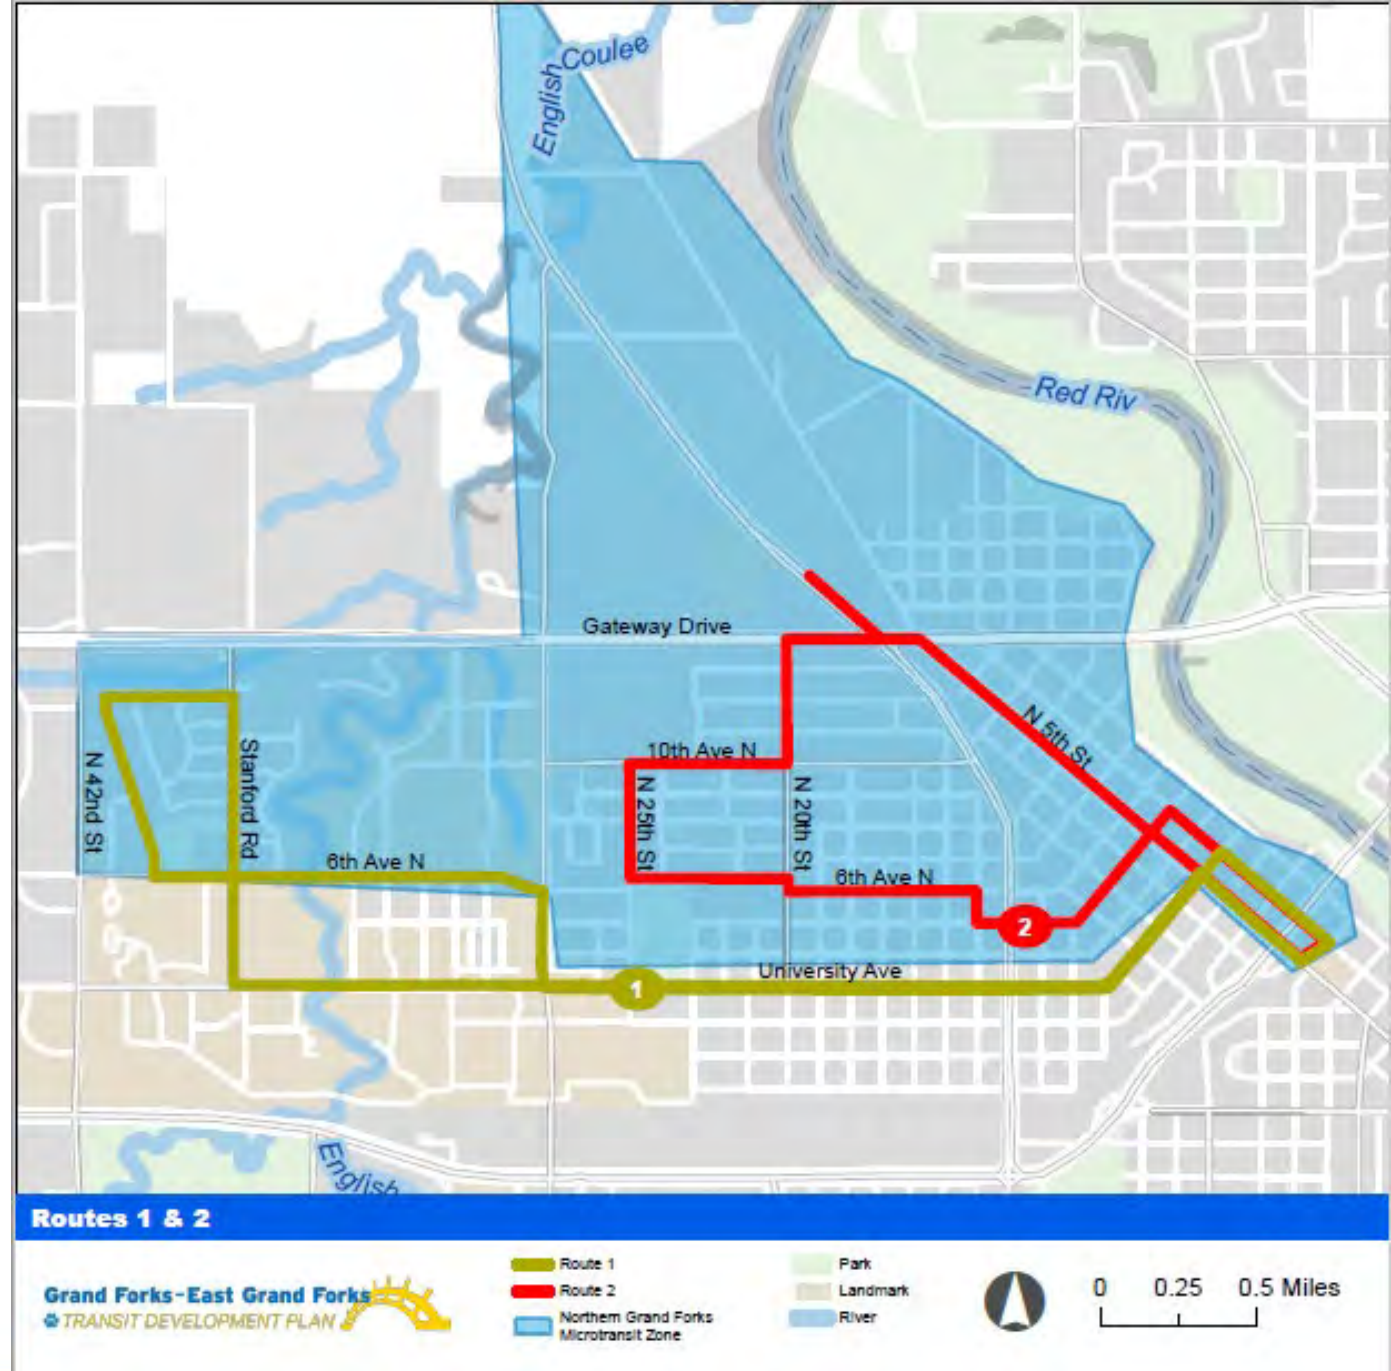 English
Coulee
Red Riv
Gateway Drive
N 5th St
10th Ave N
N 42nd St
Stanford Rd
N 25th St
N 20th St
6th Ave N
6th Ave N
2
University Ave
1
English
Routes 1 & 2
Grand Forks-East Grand Forks
TRANSIT DEVELOPMENT PLAN
Route 1
Route 2
Northern Grand Forks
Microtransit Zone
Park
Landmark
River
0 0.25 0.5 Miles